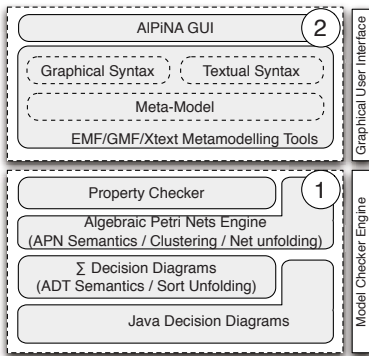 AlPiNA GUI
2
Graphical Syntax
Textual Syntax
Meta-Model
EMF/GMF/Xtext Metamodelling Tools
Graphical User Interface
1
Property Checker
Algebraic Petri Nets Engine
(APN Semantics / Clustering / Net unfolding)
∑ Decision Diagrams
(ADT Semantics / Sort Unfolding)
Java Decision Diagrams
Model Checker Engine